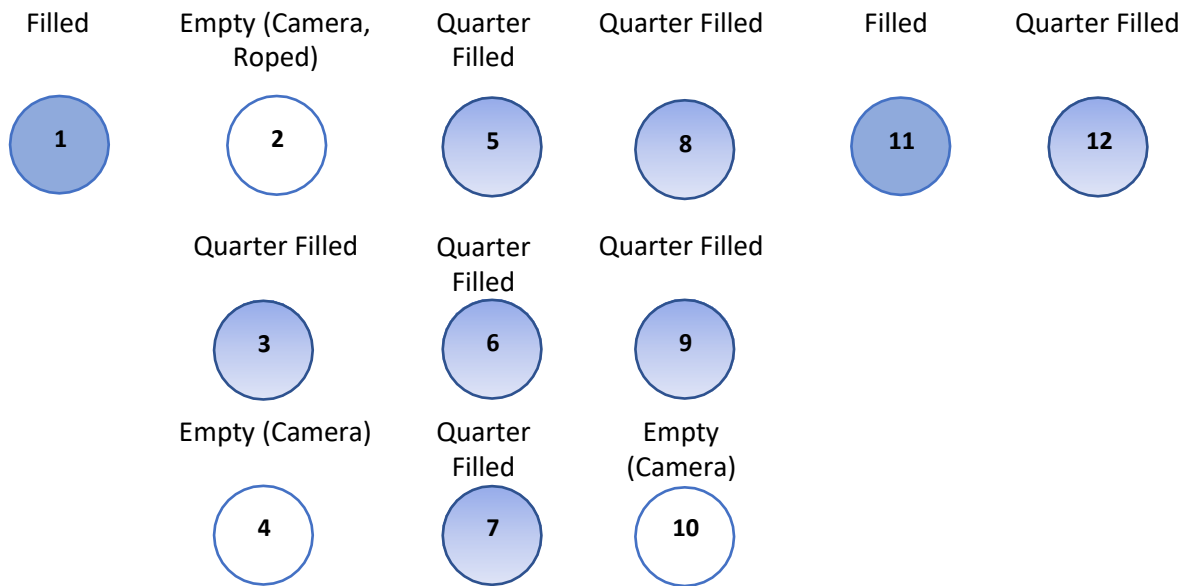 Filled
Empty (Camera,
Roped)
Quarter
Filled
Quarter Filled
Filled
Quarter Filled
1
2
5
8
11
12
Quarter Filled
Quarter
Filled
Quarter Filled
3
6
9
Empty (Camera)
Quarter
Filled
Empty
(Camera)
4
7
10